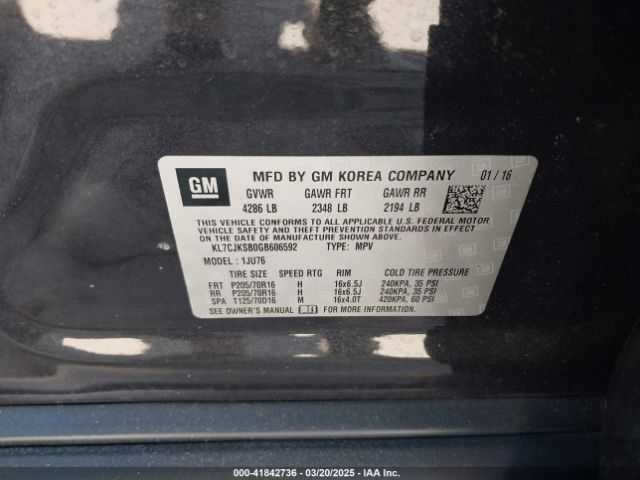 GM
MFD BY GM KOREA COMPANY 01/16
GVWR GAWR FRT GAWR RR
4286 LB 2348 LB 2194 LB
THIS VEHICLE CONFORMS TO ALL APPLICABLE U.S. FEDERAL MOTOR
VEHICLE SAFETY AND THEFT PREVENTION STANDARDS IN EFFECT ON
THE DATE OF MANUFACTURE SHOWN ABOVE.
KL7CJKSB0GB606592 TYPE: MPV
MODEL: 1JU76
TIRE SIZE SPEED RTG RIM COLD TIRE PRESSURE
FRT P205/70R16 H 16x6.5J 240KPA, 35 PSI
RR P205/70R16 H 16x6.5J 240KPA, 35 PSI
SPA T125/70D16 M 16x4.0T 420KPA, 60 PSI
SEE OWNER'S MANUAL FOR MORE INFORMATION.
000-41842736 - 03/20/2025 - IAA Inc.